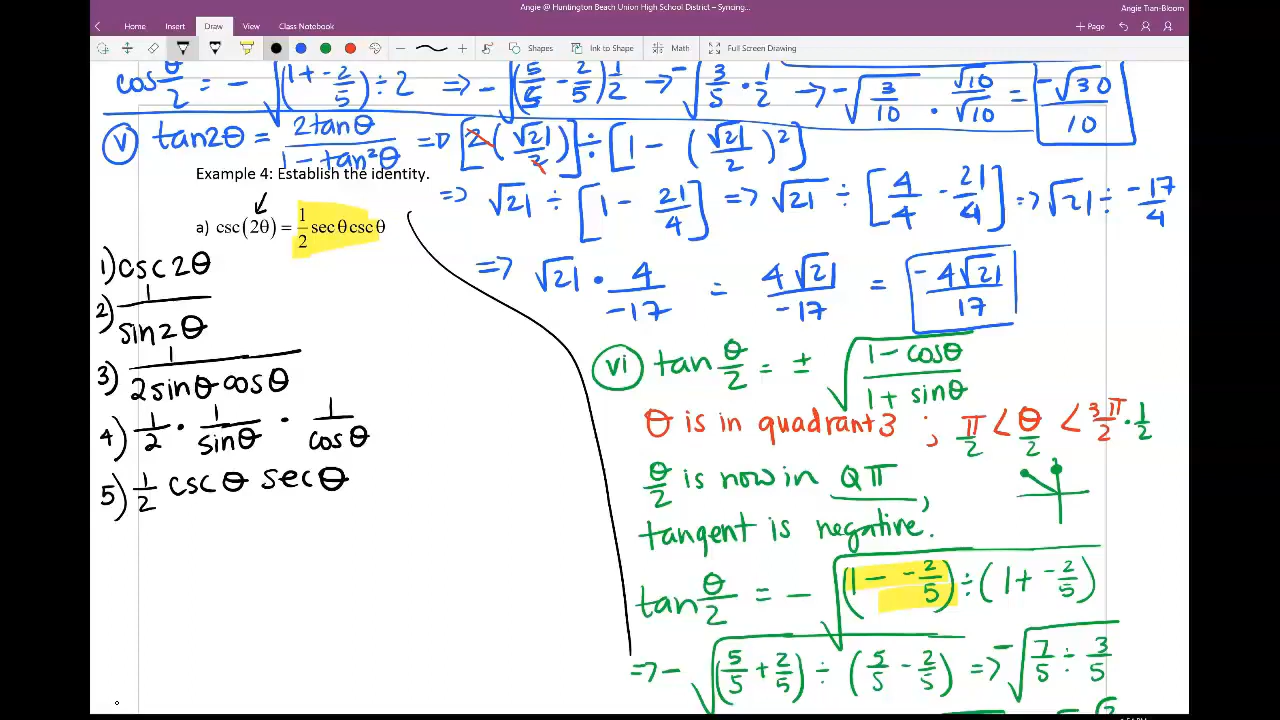 Angie @ Huntington Beach Union High School District – Syncing...
Angie Tran-Bloom
Home Insert Draw View Class Notebook
+ Page
Shapes Ink to Shape Math Full Screen Drawing
cos θ/2 = - √((1 + -2/5) ÷ 2 => - √((5/5 - 2/5) 1/2 → - √(3/5 · 1/2 → - √(3/10) · √10/√10 = -√30/10
v tan2θ = 2tanθ/(1 - tan²θ) => [2(√21/2)] ÷ [1 - (√21/2)²]
Example 4: Establish the identity.
=> √21 ÷ [1 - 21/4] => √21 ÷ [4/4 - 21/4] => √21 ÷ -17/4
a) csc(2θ) = 1/2 sec θ csc θ
=> √21 · 4/-17 = 4√21/-17 = -4√21/17
1) csc2θ
2) 1/sin2θ
3) 1/(2sinθcosθ)
4) 1/2 · 1/sinθ · 1/cosθ
5) 1/2 cscθ secθ
vi tan θ/2 = ± √((1 - cosθ)/(1 + sinθ))
θ is in quadrant 3 ; π/2 < θ/2 < 3π/2 · 1/2
θ/2 is now in QII,
tangent is negative.
tan θ/2 = - √((1 - -2/5) ÷ (1 + -2/5))
=> - √((5/5 + 2/5) ÷ (5/5 - 2/5)) => - √(7/5 ÷ 3/5)